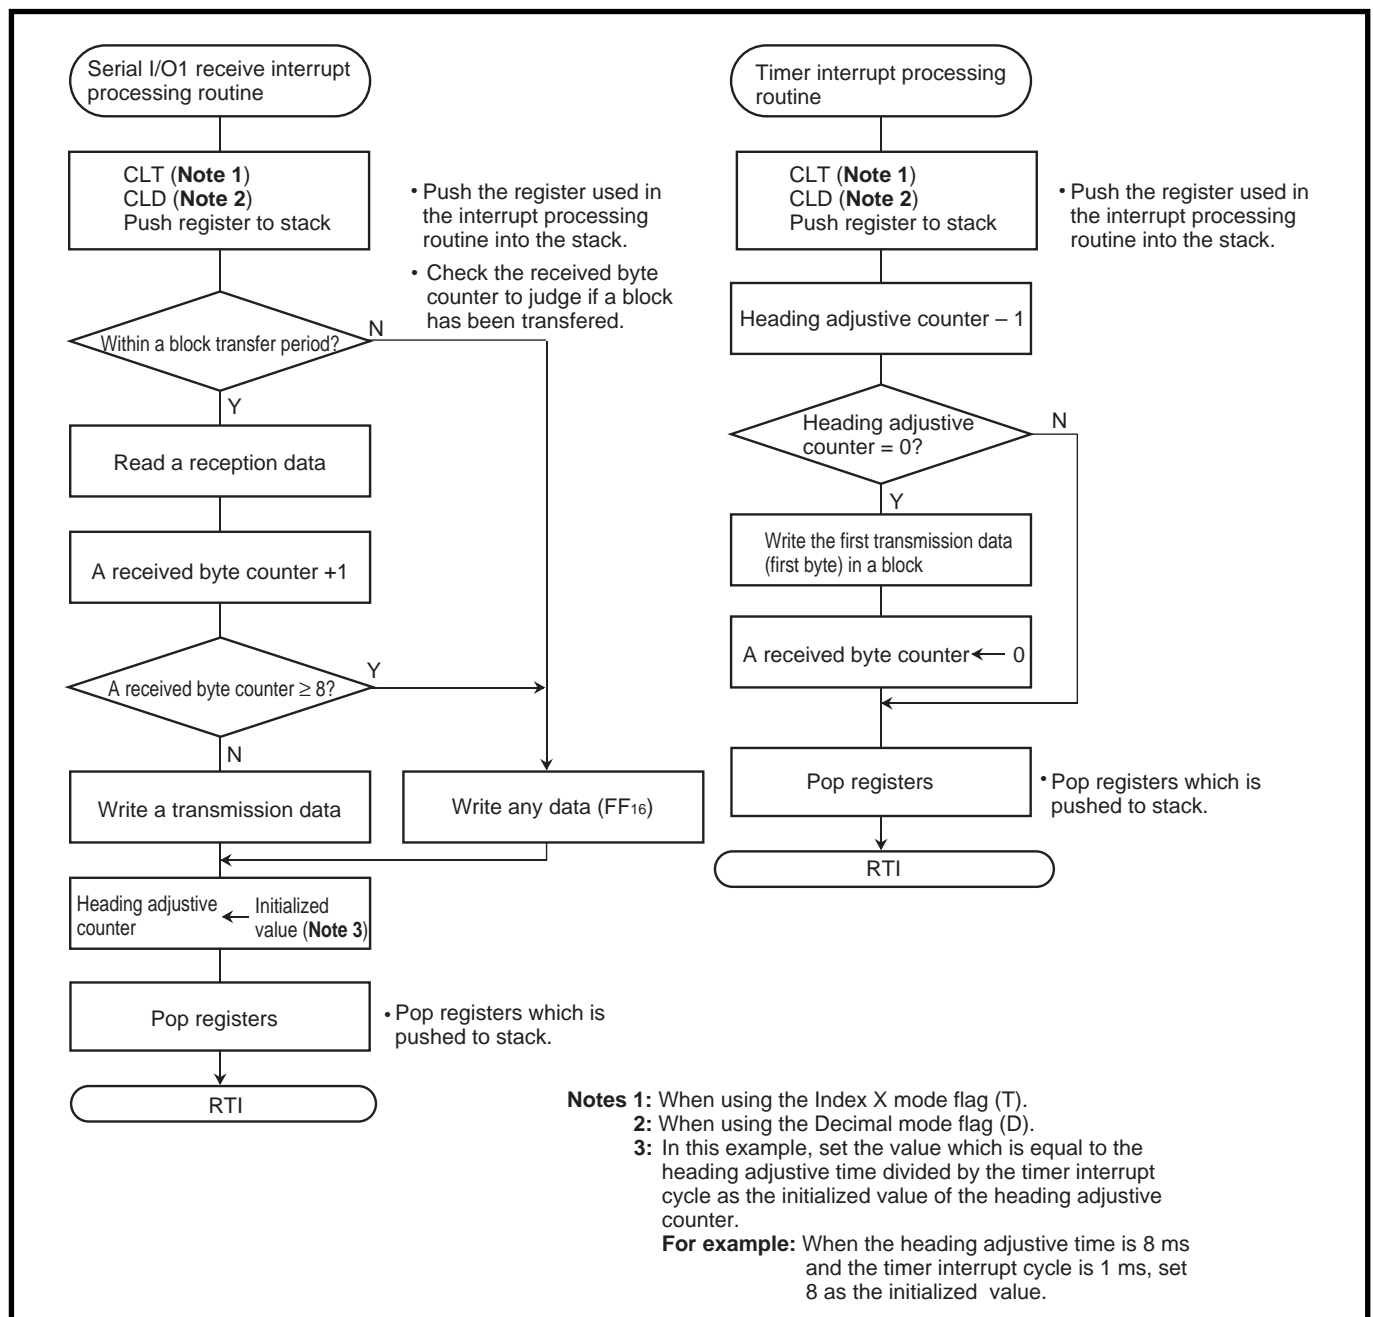 Serial I/O1 receive interrupt
processing routine
CLT (Note 1)
CLD (Note 2)
Push register to stack
• Push the register used in
the interrupt processing
routine into the stack.
• Check the received byte
counter to judge if a block
has been transfered.
Within a block transfer period?
N
Y
Read a reception data
A received byte counter +1
A received byte counter ≥ 8?
Y
N
Write a transmission data
Write any data (FF16)
Heading adjustive
counter
← Initialized
value (Note 3)
Pop registers
• Pop registers which is
pushed to stack.
RTI
Timer interrupt processing
routine
CLT (Note 1)
CLD (Note 2)
Push register to stack
• Push the register used in
the interrupt processing
routine into the stack.
Heading adjustive counter – 1
Heading adjustive
counter = 0?
N
Y
Write the first transmission data
(first byte) in a block
A received byte counter ← 0
Pop registers
• Pop registers which is
pushed to stack.
RTI
Notes 1: When using the Index X mode flag (T).
2: When using the Decimal mode flag (D).
3: In this example, set the value which is equal to the
heading adjustive time divided by the timer interrupt
cycle as the initialized value of the heading adjustive
counter.
For example: When the heading adjustive time is 8 ms
and the timer interrupt cycle is 1 ms, set
8 as the initialized value.